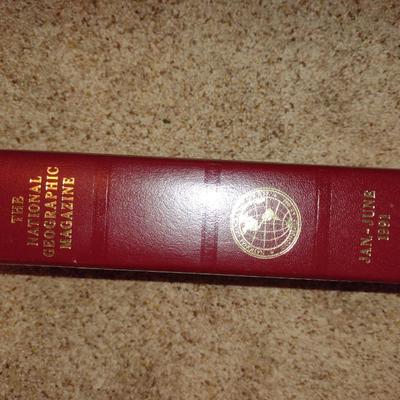 THE
NATIONAL
GEOGRAPHIC
MAGAZINE
JAN.-JUNE
1991